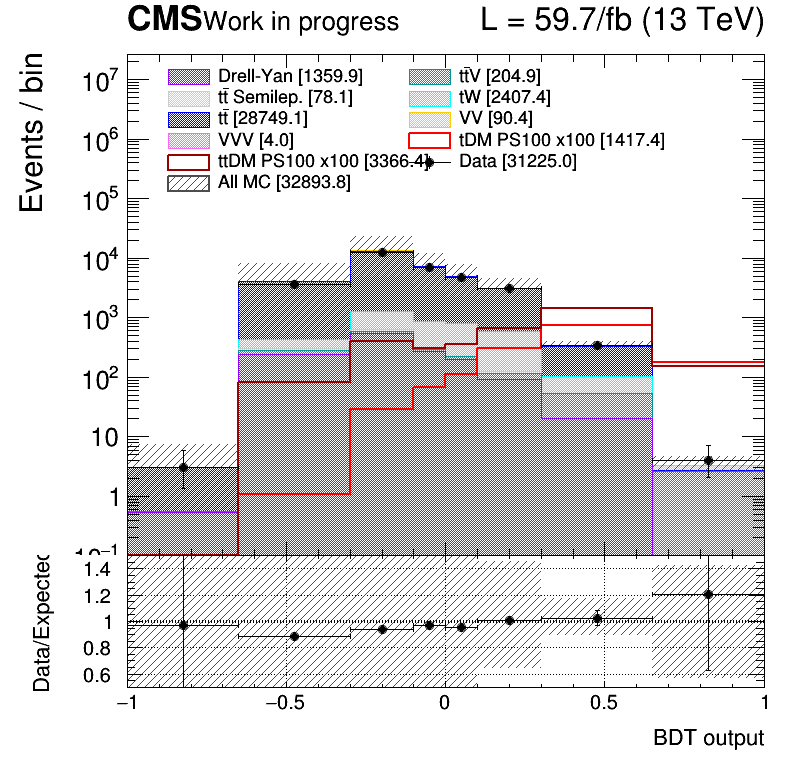 CMS Work in progress L = 59.7/fb (13 TeV)
Events / bin
10⁷
10⁶
10⁵
10⁴
10³
10²
10
1
10⁻¹
Drell-Yan [1359.9] tt̄V [204.9]
tt̄ Semilep. [78.1] tW [2407.4]
tt̄ [28749.1] VV [90.4]
VVV [4.0] tDM PS100 x100 [1417.4]
ttDM PS100 x100 [3366.4] Data [31225.0]
All MC [32893.8]
Data/Expected
1.4
1.2
1
0.8
0.6
−1 −0.5 0 0.5 1
BDT output